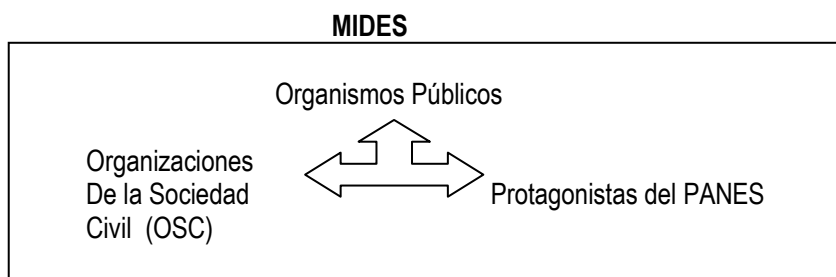 MIDES
Organismos Públicos
Organizaciones
De la Sociedad
Civil (OSC)
Protagonistas del PANES